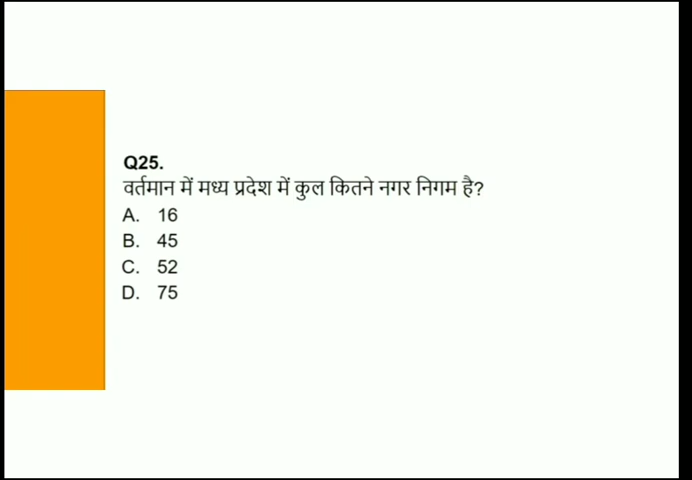 Q25.
वर्तमान में मध्य प्रदेश में कुल कितने नगर निगम है?
A. 16
B. 45
C. 52
D. 75